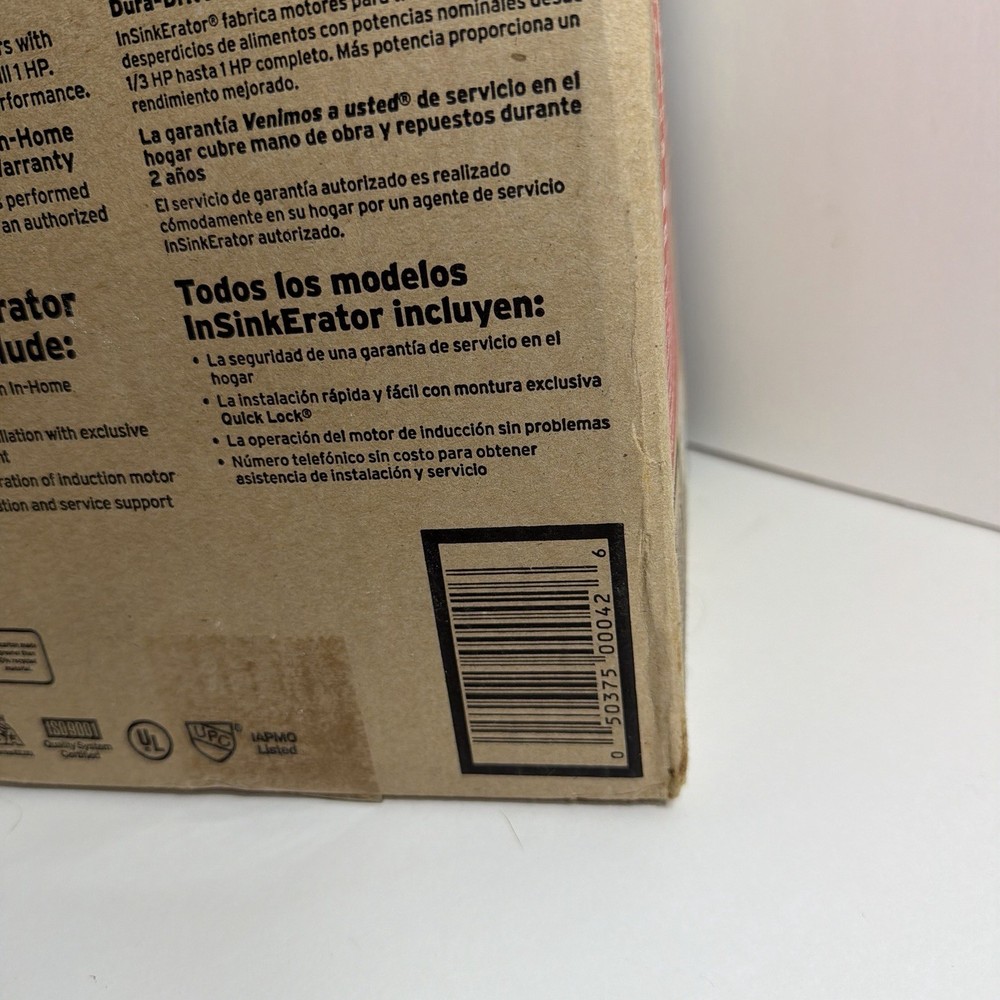 rs with
ll 1 HP.
rformance.
n-Home
arranty
performed
an authorized
rator
lude:
n In-Home
llation with exclusive
nt
ration of induction motor
tion and service support
Dura-Dri
InSinkErator® fabrica motores para
desperdicios de alimentos con potencias nominales desde
1/3 HP hasta 1 HP completo. Más potencia proporciona un
rendimiento mejorado.
La garantía Venimos a usted® de servicio en el
hogar cubre mano de obra y repuestos durante
2 años
El servicio de garantía autorizado es realizado
cómodamente en su hogar por un agente de servicio
InSinkErator autorizado.
Todos los modelos
InSinkErator incluyen:
• La seguridad de una garantía de servicio en el
hogar
• La instalación rápida y fácil con montura exclusiva
Quick Lock®
• La operación del motor de inducción sin problemas
• Número telefónico sin costo para obtener
asistencia de instalación y servicio
ISO9001
Quality System
Certified
UL
UPC®
IAPMO
Listed
0 50375 00042 6